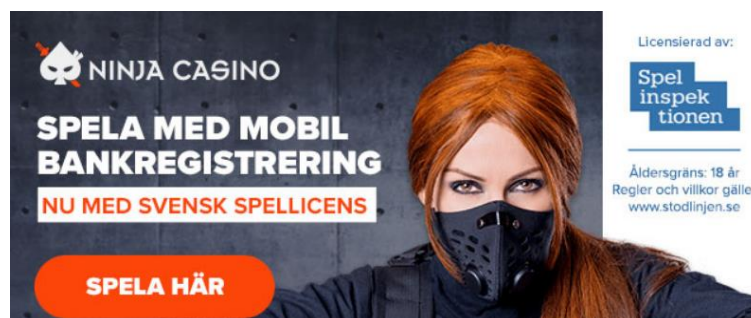 NINJA CASINO
SPELA MED MOBIL
BANKREGISTRERING
NU MED SVENSK SPELLICENS
SPELA HÄR
Licensierad av:
Spel
inspek
tionen
Åldersgräns: 18 år
Regler och villkor gälle
www.stodlinjen.se